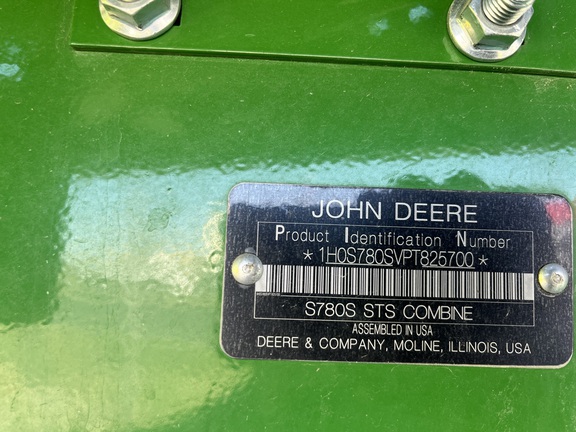 JOHN DEERE
Product Identification Number
*1H0S780SVPT825700*
S780S STS COMBINE
ASSEMBLED IN USA
DEERE & COMPANY, MOLINE, ILLINOIS, USA